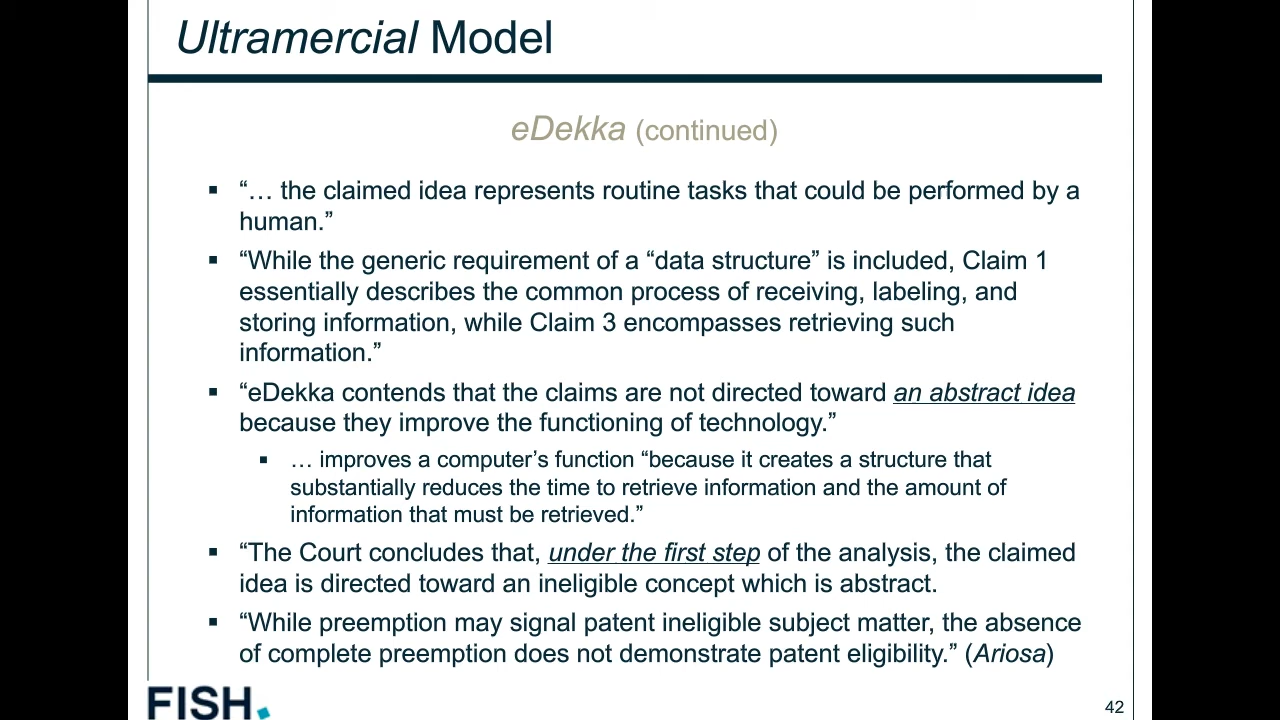 Ultramercial Model
eDekka (continued)
▪ “… the claimed idea represents routine tasks that could be performed by a
human.”
▪ “While the generic requirement of a “data structure” is included, Claim 1
essentially describes the common process of receiving, labeling, and
storing information, while Claim 3 encompasses retrieving such
information.”
▪ “eDekka contends that the claims are not directed toward an abstract idea
because they improve the functioning of technology.”
▪ … improves a computer’s function “because it creates a structure that
substantially reduces the time to retrieve information and the amount of
information that must be retrieved.”
▪ “The Court concludes that, under the first step of the analysis, the claimed
idea is directed toward an ineligible concept which is abstract.
▪ “While preemption may signal patent ineligible subject matter, the absence
of complete preemption does not demonstrate patent eligibility.” (Ariosa)
FISH.
42